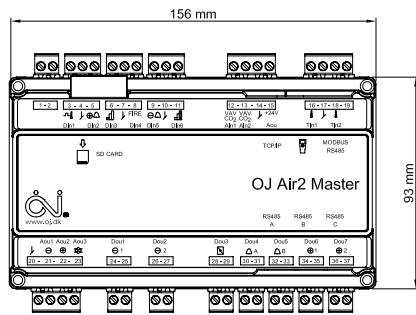 156 mm
93 mm
1 - 2 3 - 4 - 5 6 - 7 - 8 9 - 10 - 11 12 - 13 - 14 - 15 16 - 17 - 18 - 19
FIRE VAV VAV +24V
CO2 CO2
DIn1 DIn2 DIn3 DIn4 DIn5 DIn6 AIn1 AIn2 Aou TIn1 TIn2
SD CARD
TCP/IP
MODBUS
RS485
OJ Air2 Master
OJ
www.oj.dk
RS485 RS485 RS485
A B C
Aou1 Aou2 Aou3 Dou1 Dou2 Dou3 Dou4 Dou5 Dou6 Dou7
1 2 A B 1 2
20 - 21 - 22 - 23 24 - 25 26 - 27 28 - 29 30 - 31 32 - 33 34 - 35 36 - 37